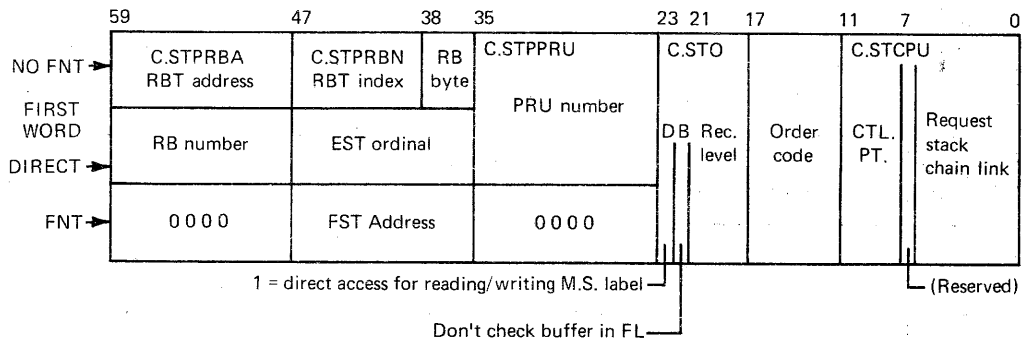 59 47 38 35 23 21 17 11 7 0
NO FNT
C.STPRBA
RBT address
C.STPRBN
RBT index
RB
byte
C.STPPRU
PRU number
C.STO
C.STCPU
FIRST
WORD
DIRECT
RB number
EST ordinal
D B Rec.
level
Order
code
CTL.
PT.
Request
stack
chain link
FNT
0000
FST Address
0000
1 = direct access for reading/writing M.S. label
(Reserved)
Don't check buffer in FL